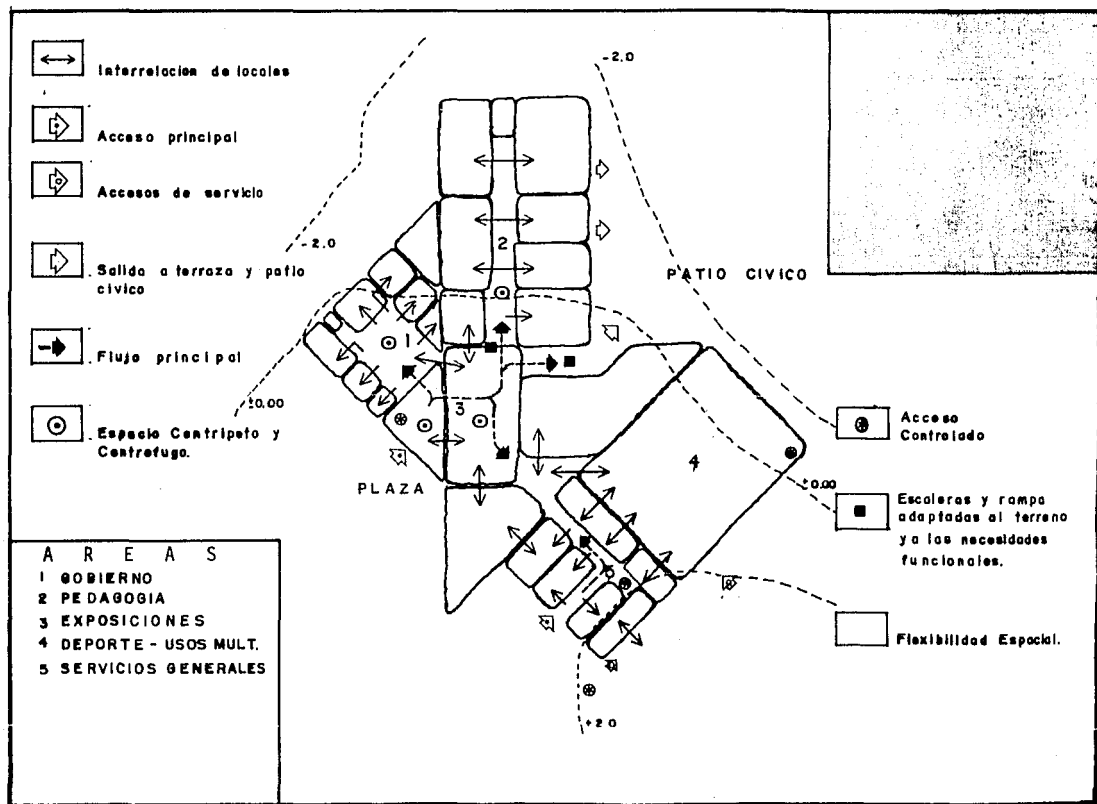 Interrelacion de locales
Acceso principal
Accesos de servicio
Salida a terraza y patio
civico
Flujo principal
Espacio Centripeto y
Centrofugo.
-2.0
-2.0
2
PATIO CIVICO
1
±0.00
3
PLAZA
4
±0.00
5
+2.0
Acceso
Controlado
Escaleras y rampa
adaptadas al terreno
y a las necesidades
funcionales.
Flexibilidad Espacial.
A R E A S
1 GOBIERNO
2 PEDAGOGIA
3 EXPOSICIONES
4 DEPORTE - USOS MULT.
5 SERVICIOS GENERALES